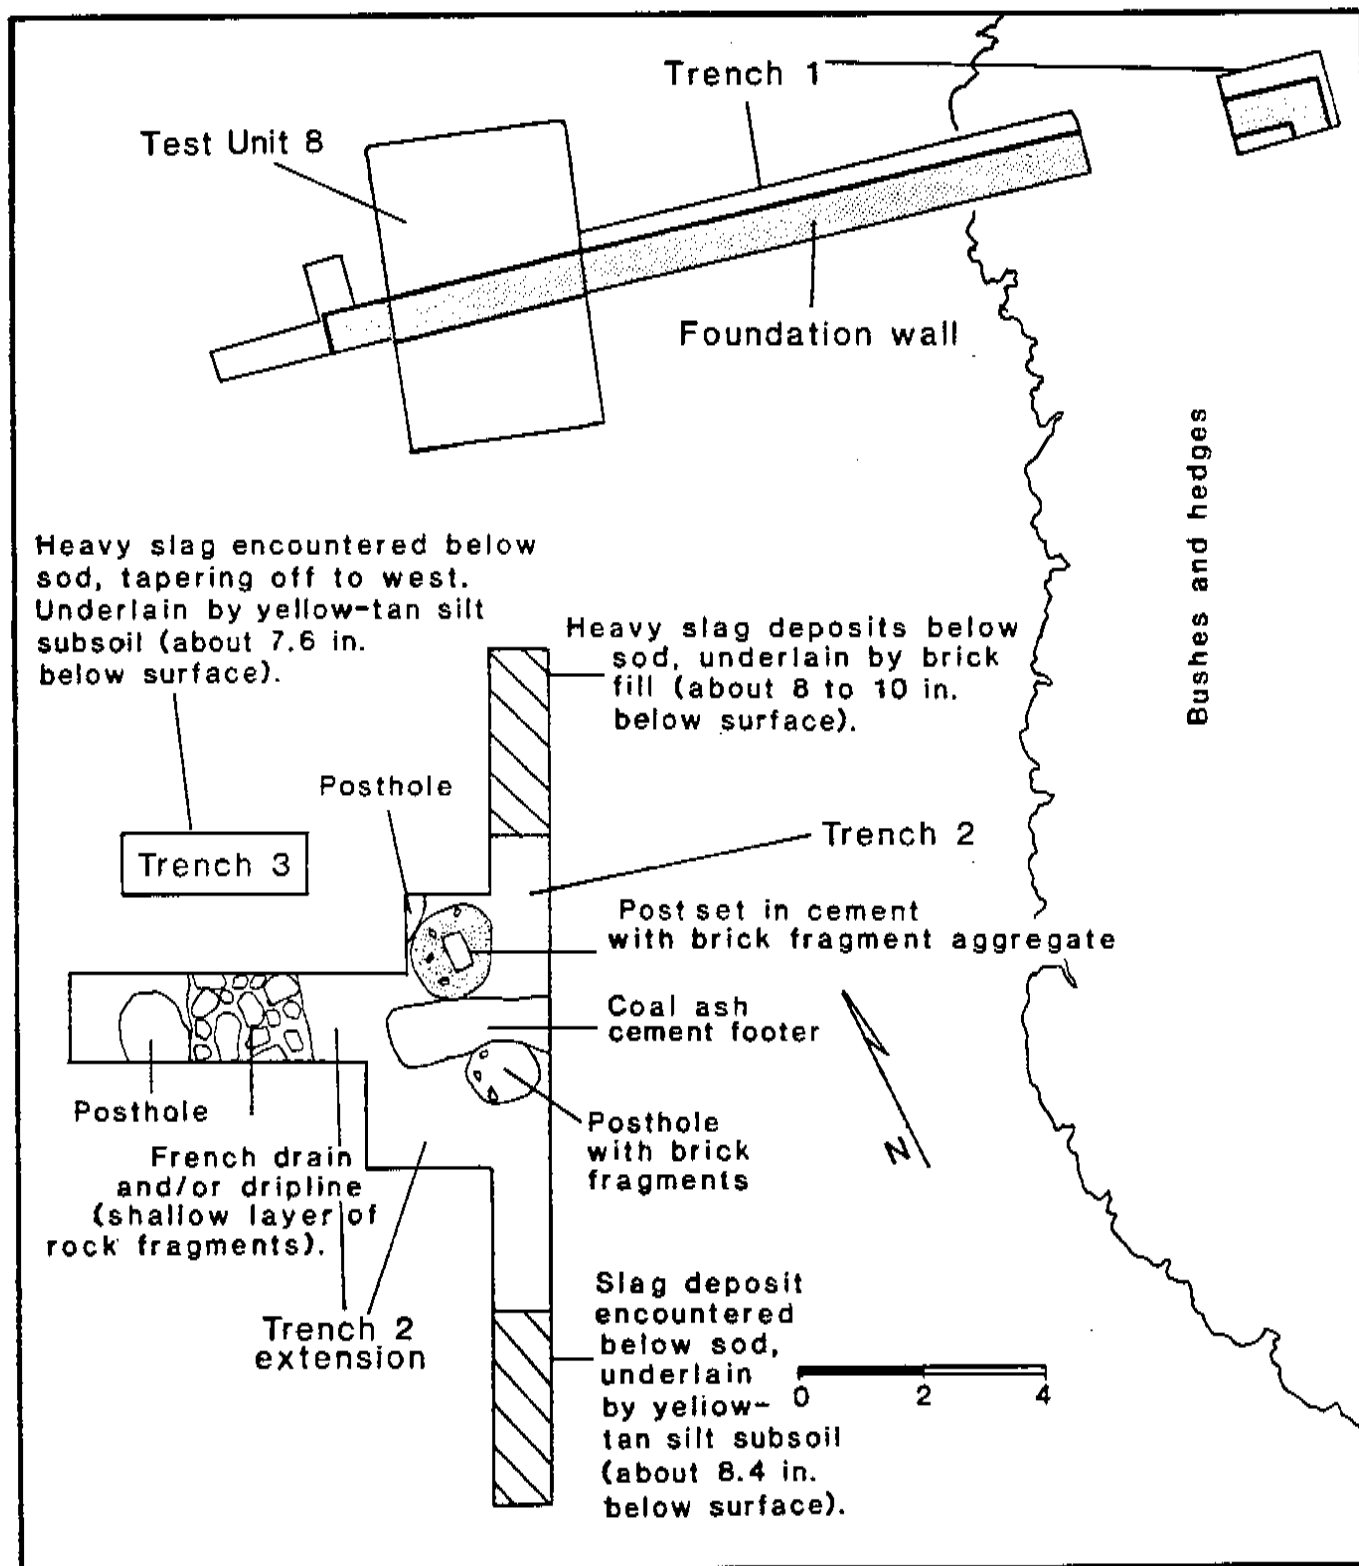 Trench 1
Test Unit 8
Foundation wall
Bushes and hedges
Heavy slag encountered below
sod, tapering off to west.
Underlain by yellow-tan silt
subsoil (about 7.6 in.
below surface).
Heavy slag deposits below
sod, underlain by brick
fill (about 8 to 10 in.
below surface).
Posthole
Trench 2
Trench 3
Post set in cement
with brick fragment aggregate
Coal ash
cement footer
Posthole
with brick
fragments
N
Posthole
French drain
and/or dripline
(shallow layer of
rock fragments).
Trench 2
extension
Slag deposit
encountered
below sod,
underlain
by yellow-
tan silt subsoil
(about 8.4 in.
below surface).
0 2 4